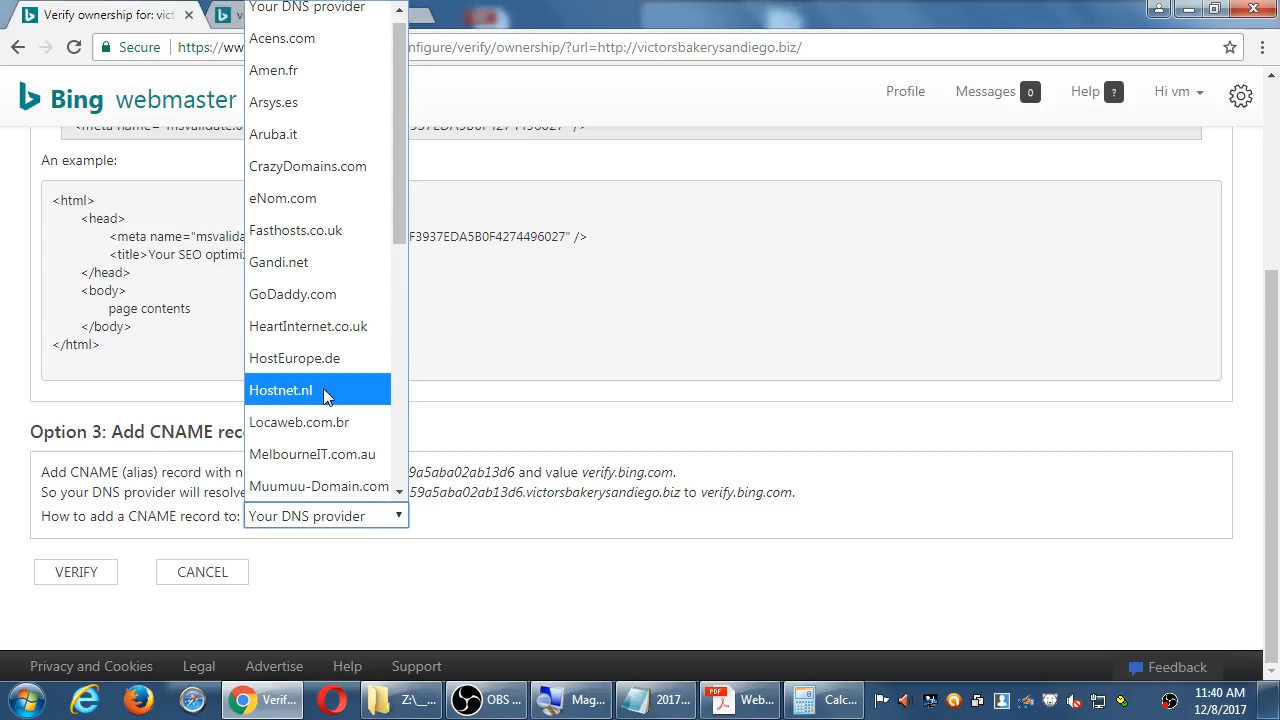 Verify ownership for: vict
v
Secure
https://www
nfigure/verify/ownership/?url=http://victorsbakerysandiego.biz/
Bing webmaster
Profile
Messages 0
Help ?
Hi vm
An example:
<html>
<head>
<meta name="msvalida
F3937EDA5B0F4274496027" />
<title>Your SEO optimiz
</head>
<body>
page contents
</body>
</html>
Your DNS provider
Acens.com
Amen.fr
Arsys.es
Aruba.it
CrazyDomains.com
eNom.com
Fasthosts.co.uk
Gandi.net
GoDaddy.com
HeartInternet.co.uk
HostEurope.de
Hostnet.nl
Locaweb.com.br
MelbourneIT.com.au
Muumuu-Domain.com
Option 3: Add CNAME rec
Add CNAME (alias) record with n
9a5aba02ab13d6 and value verify.bing.com.
So your DNS provider will resolve
59a5aba02ab13d6.victorsbakerysandiego.biz to verify.bing.com.
How to add a CNAME record to: Your DNS provider
VERIFY
CANCEL
Privacy and Cookies
Legal
Advertise
Help
Support
Feedback
Verif...
Z:\__...
OBS ...
Mag...
2017...
Web...
Calc...
11:40 AM
12/8/2017